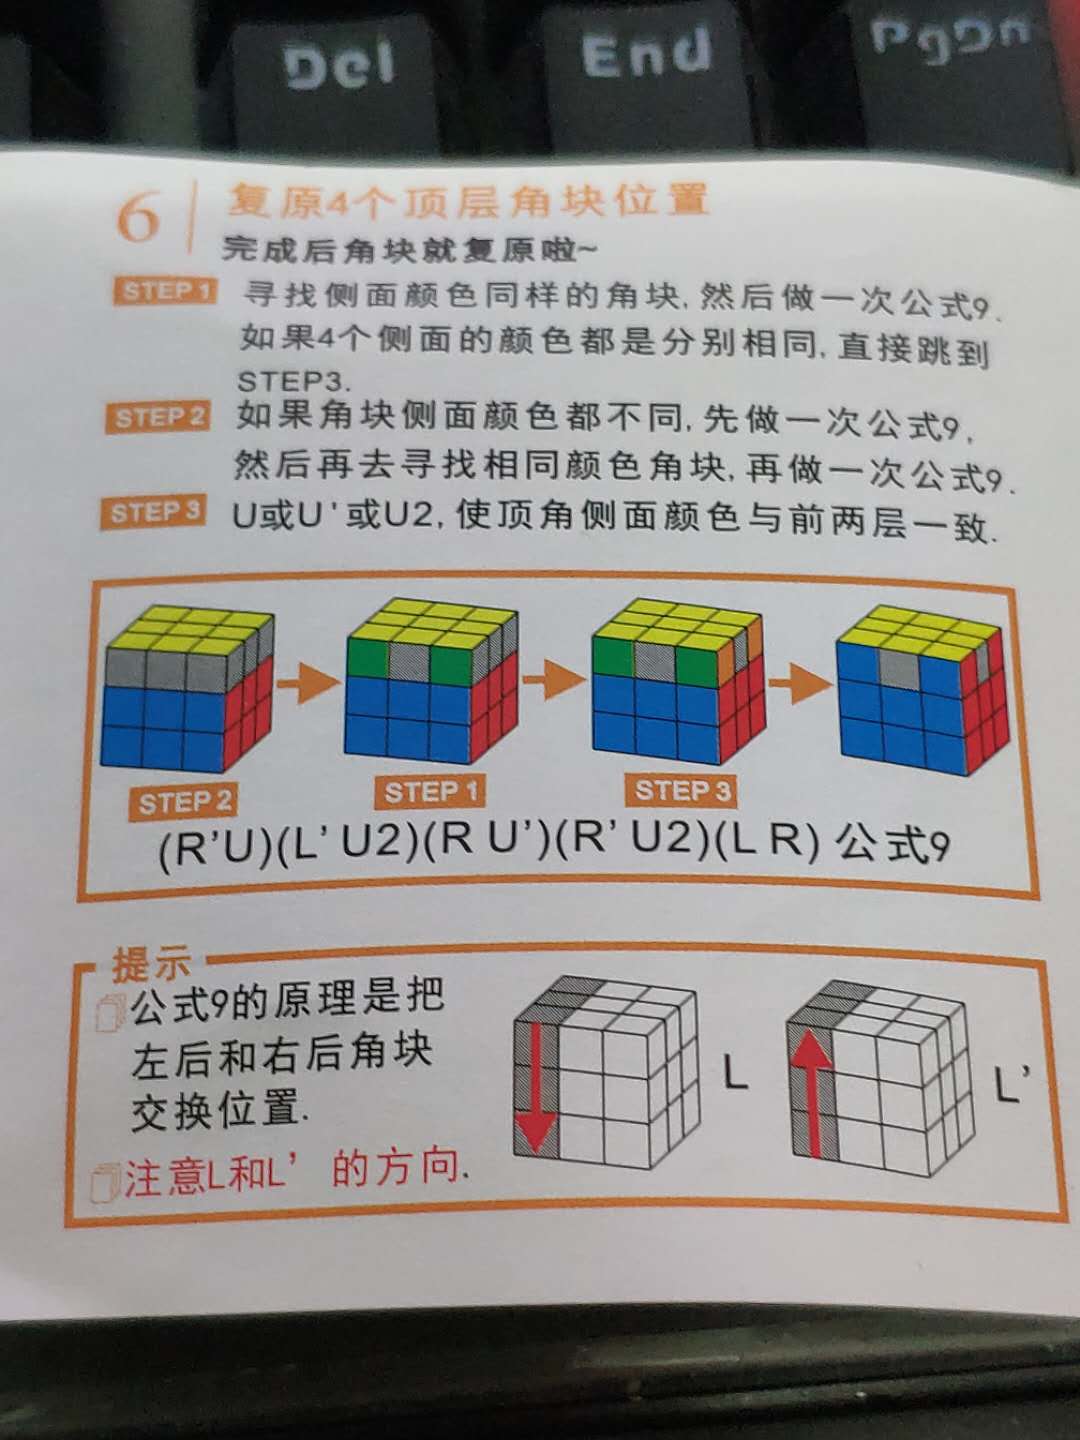 Del End PgDn
6 复原4个顶层角块位置
完成后角块就复原啦~
STEP 1 寻找侧面颜色同样的角块,然后做一次公式9.
如果4个侧面的颜色都是分别相同,直接跳到
STEP3.
STEP 2 如果角块侧面颜色都不同,先做一次公式9,
然后再去寻找相同颜色角块,再做一次公式9.
STEP 3 U或U'或U2,使顶角侧面颜色与前两层一致.
STEP 2 STEP 1 STEP 3
(R’U)(L’ U2)(R U’)(R’ U2)(L R) 公式9
提示
公式9的原理是把
左后和右后角块
交换位置.
注意L和L’ 的方向.
L L’